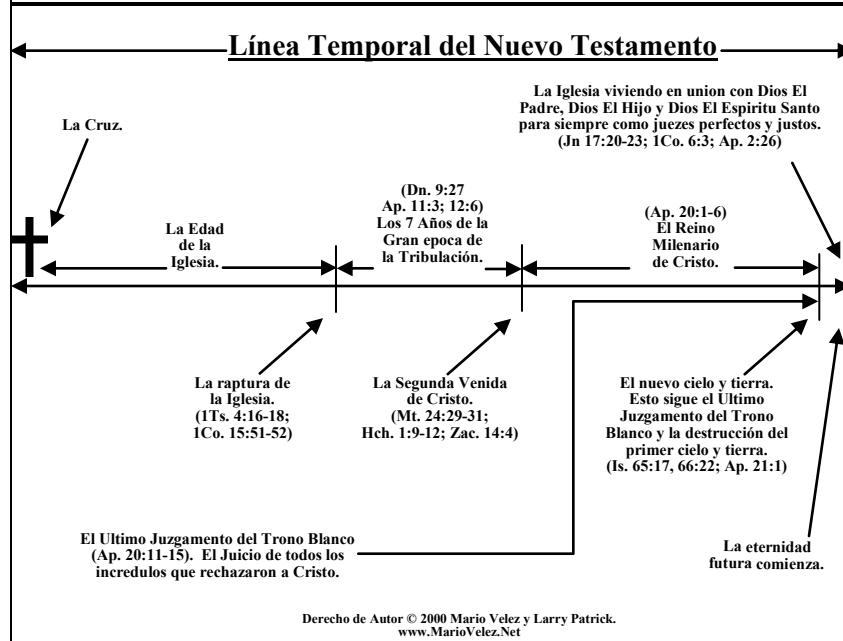 Línea Temporal del Nuevo Testamento
La Iglesia viviendo en union con Dios El
Padre, Dios El Hijo y Dios El Espiritu Santo
para siempre como juezes perfectos y justos.
(Jn 17:20-23; 1Co. 6:3; Ap. 2:26)
La Cruz.
La Edad
de la
Iglesia.
(Dn. 9:27
Ap. 11:3; 12:6)
Los 7 Años de la
Gran epoca de
la Tribulación.
(Ap. 20:1-6)
El Reino
Milenario
de Cristo.
La raptura de
la Iglesia.
(1Ts. 4:16-18;
1Co. 15:51-52)
La Segunda Venida
de Cristo.
(Mt. 24:29-31;
Hch. 1:9-12; Zac. 14:4)
El nuevo cielo y tierra.
Esto sigue el Ultimo
Juzgamento del Trono
Blanco y la destrucción del
primer cielo y tierra.
(Is. 65:17, 66:22; Ap. 21:1)
El Ultimo Juzgamento del Trono Blanco
(Ap. 20:11-15). El Juicio de todos los
incredulos que rechazaron a Cristo.
La eternidad
futura comienza.
Derecho de Autor © 2000 Mario Velez y Larry Patrick.
www.MarioVelez.Net